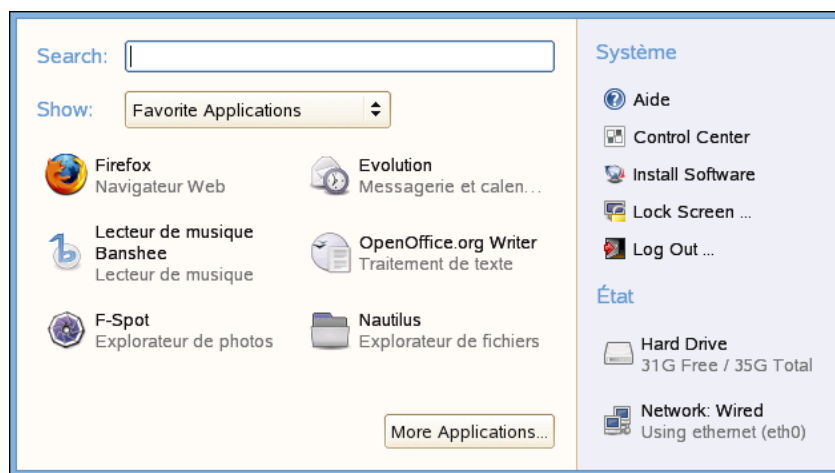 Search:
Show: Favorite Applications
Firefox
Navigateur Web
Evolution
Messagerie et calen...
Lecteur de musique
Banshee
Lecteur de musique
OpenOffice.org Writer
Traitement de texte
F-Spot
Explorateur de photos
Nautilus
Explorateur de fichiers
More Applications...
Système
Aide
Control Center
Install Software
Lock Screen ...
Log Out ...
État
Hard Drive
31G Free / 35G Total
Network: Wired
Using ethernet (eth0)